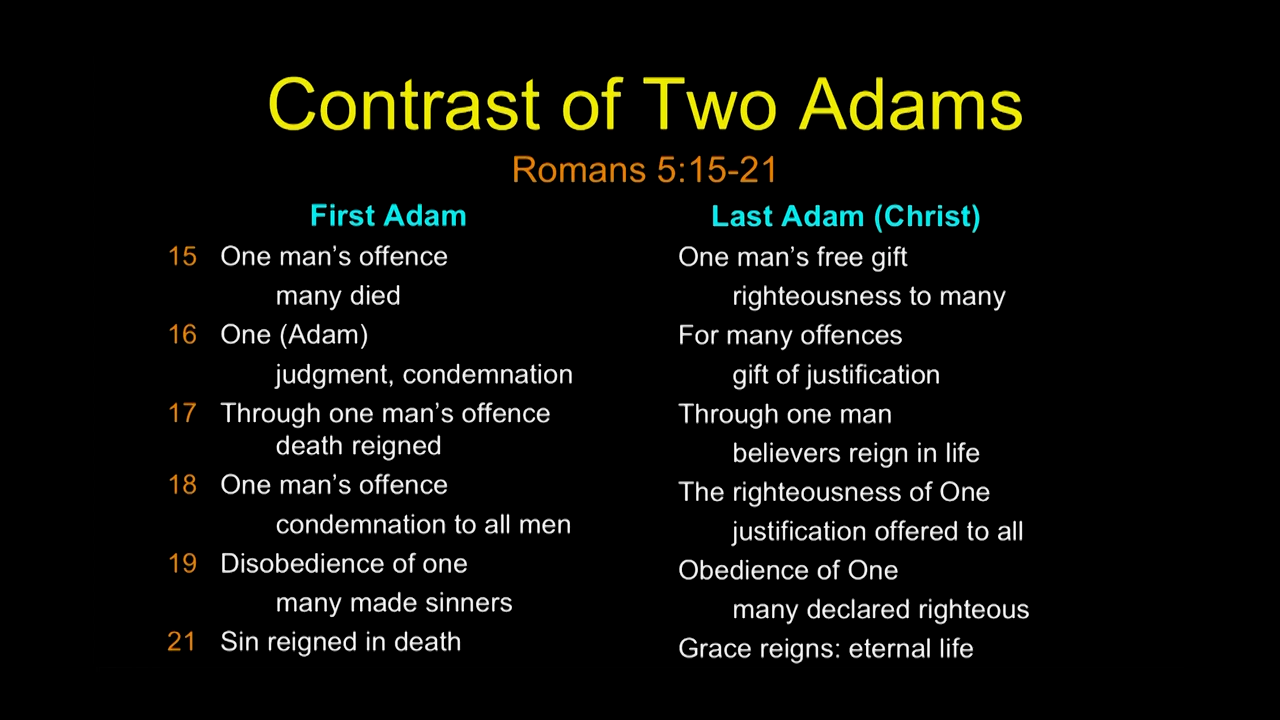 Contrast of Two Adams
Romans 5:15-21
First Adam Last Adam (Christ)
15 One man’s offence One man’s free gift
many died righteousness to many
16 One (Adam) For many offences
judgment, condemnation gift of justification
17 Through one man’s offence Through one man
death reigned believers reign in life
18 One man’s offence The righteousness of One
condemnation to all men justification offered to all
19 Disobedience of one Obedience of One
many made sinners many declared righteous
21 Sin reigned in death Grace reigns: eternal life